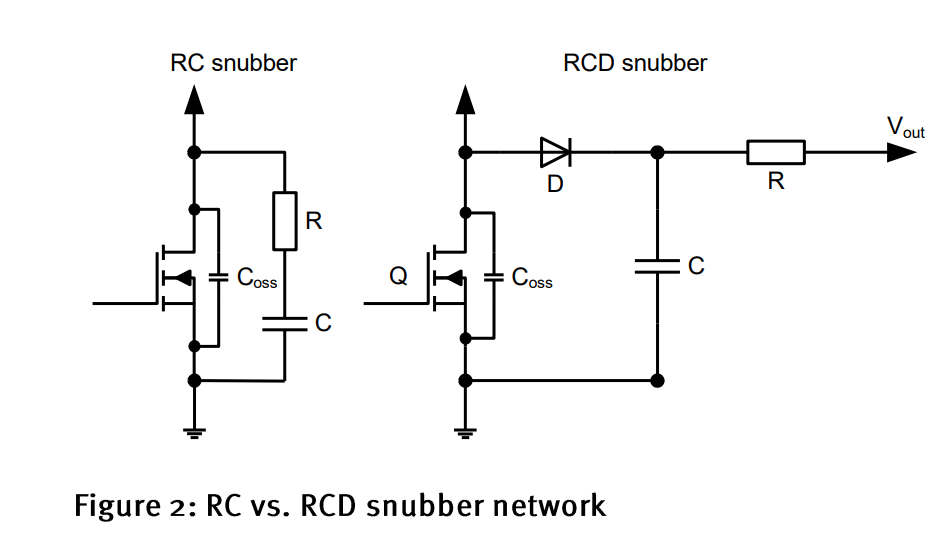 RC snubber
RCD snubber
Vout
D
R
R
Q
Coss
Coss
C
C
Figure 2: RC vs. RCD snubber network